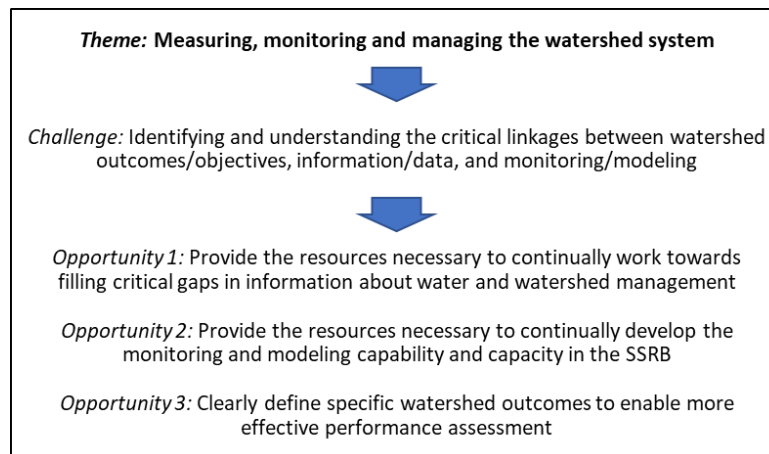 Theme: Measuring, monitoring and managing the watershed system
Challenge: Identifying and understanding the critical linkages between watershed
outcomes/objectives, information/data, and monitoring/modeling
Opportunity 1: Provide the resources necessary to continually work towards
filling critical gaps in information about water and watershed management
Opportunity 2: Provide the resources necessary to continually develop the
monitoring and modeling capability and capacity in the SSRB
Opportunity 3: Clearly define specific watershed outcomes to enable more
effective performance assessment